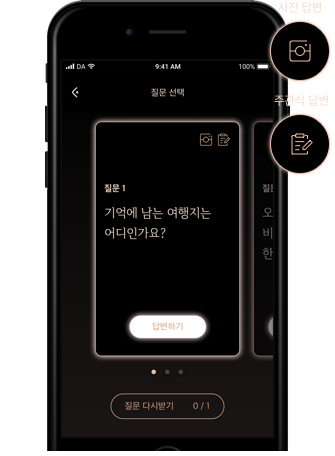 사진 답변
DA
9:41 AM
100%
질문 선택
주관식 답변
질문 1
기억에 남는 여행지는
어디인가요?
답변하기
질문
오
비
한
질문 다시받기 0 / 1